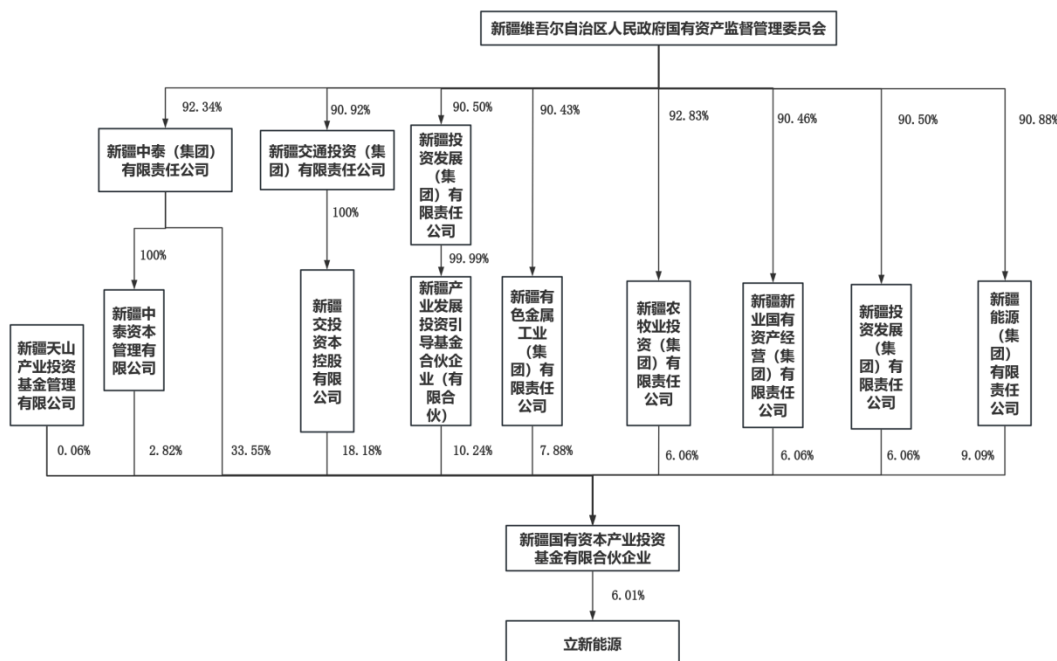 新疆维吾尔自治区人民政府国有资产监督管理委员会
92.34%
90.92%
90.50%
90.43%
92.83%
90.46%
90.50%
90.88%
新疆中泰（集团）
有限责任公司
新疆交通投资（集
团）有限责任公司
新疆投
资发展
（集
团）有
限责任
公司
100%
100%
99.99%
新疆天山
产业投资
基金管理
有限公司
新疆中
泰资本
管理有
限公司
新疆
交投资
本控股
有限公
司
新疆产
业发展
投资引
导基金
合伙企
业（有
限合
伙）
新疆有
色金属
工业
（集
团）有
限责任
公司
新疆农
牧业投
资（集
团）有
限责任
公司
新疆新
业国有
资产经
营（集
团）有
限责任
公司
新疆投
资发展
（集
团）有
限责任
公司
新疆
能源
（集
团）
有限
责任
公司
0.06%
2.82%
33.55%
18.18%
10.24%
7.88%
6.06%
6.06%
6.06%
9.09%
新疆国有资本产业投资
基金有限合伙企业
6.01%
立新能源